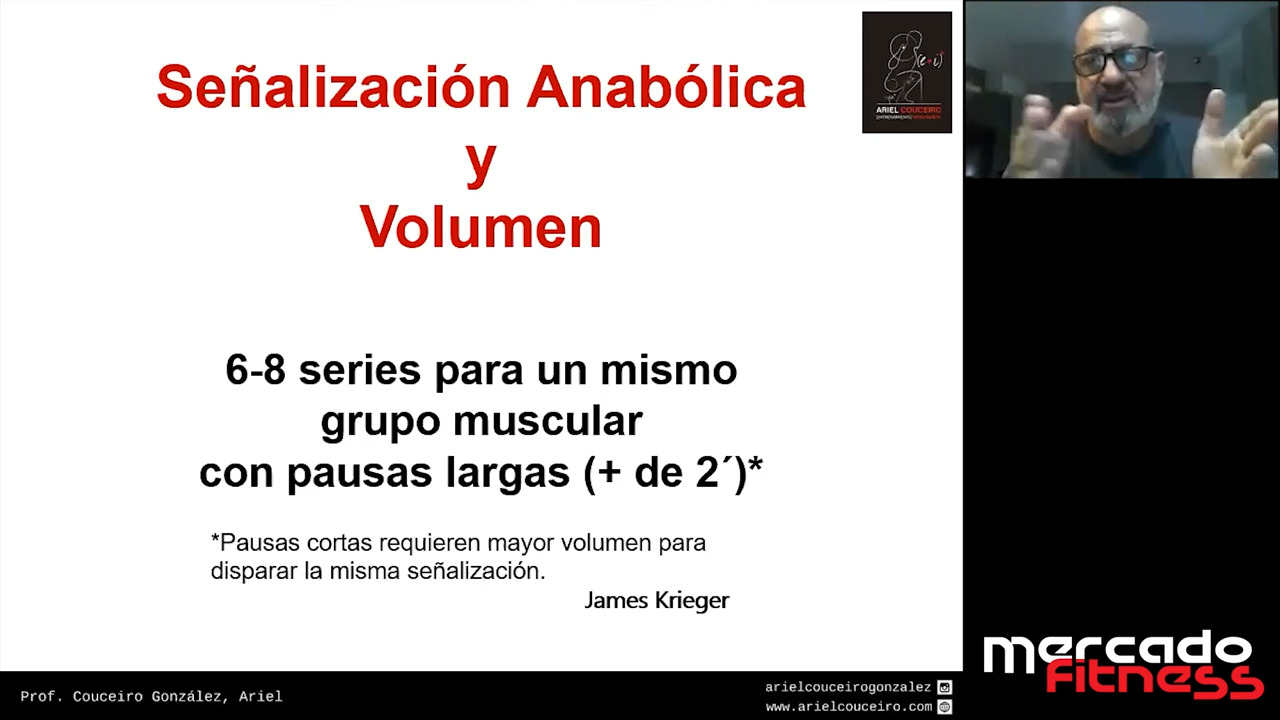 Señalización Anabólica
y
Volumen
ARIEL COUCEIRO
6-8 series para un mismo
grupo muscular
con pausas largas (+ de 2´)*
*Pausas cortas requieren mayor volumen para
disparar la misma señalización.
James Krieger
mercado
fitness
Prof. Couceiro González, Ariel
arielcouceirogonzalez
www.arielcouceiro.com